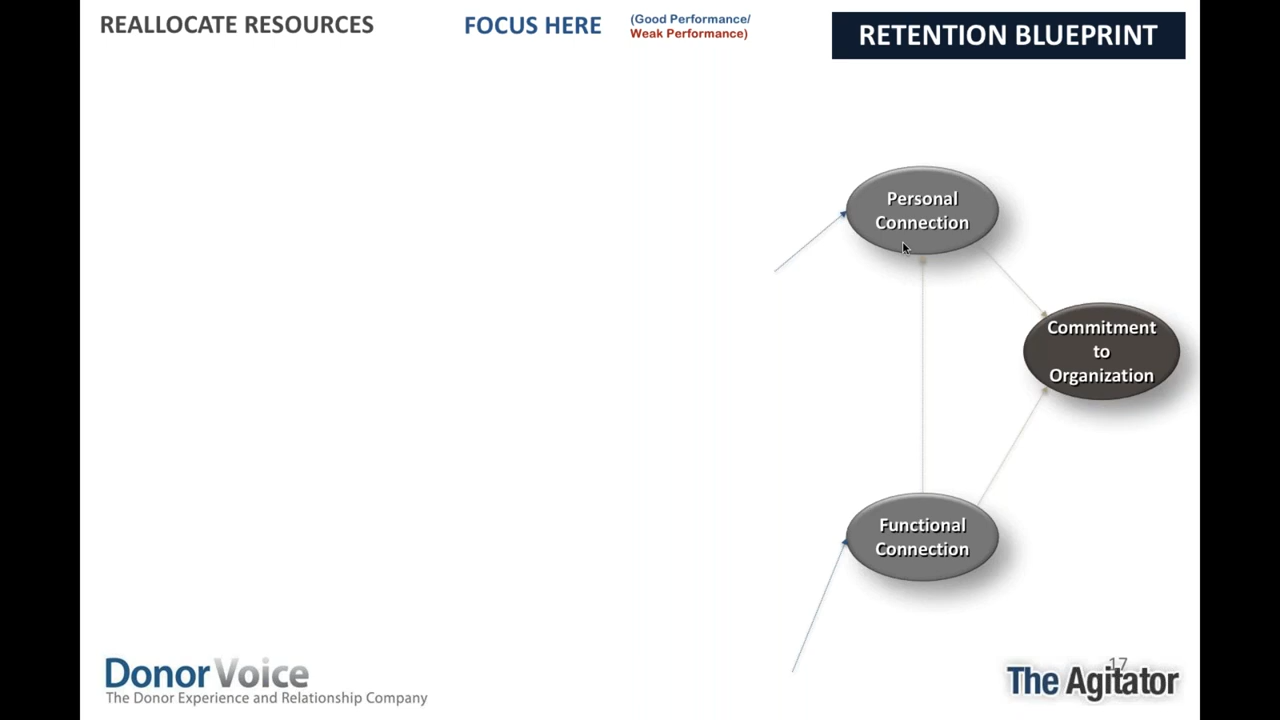 REALLOCATE RESOURCES
FOCUS HERE
(Good Performance/
Weak Performance)
RETENTION BLUEPRINT
Personal
Connection
Commitment
to
Organization
Functional
Connection
DonorVoice
The Donor Experience and Relationship Company
17
The Agitator